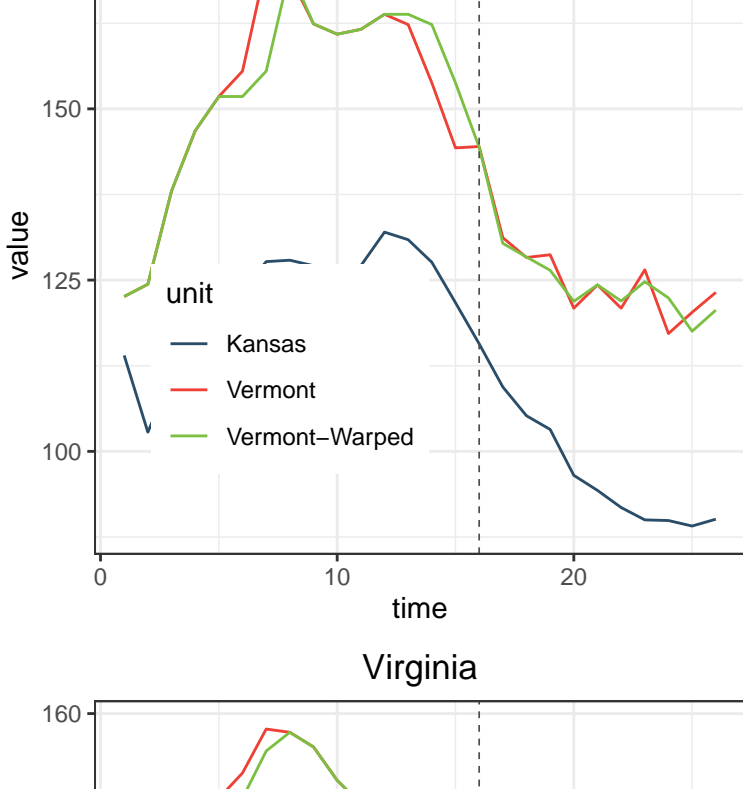 150
125
100
value
unit
Kansas
Vermont
Vermont−Warped
0
10
20
time
Virginia
160